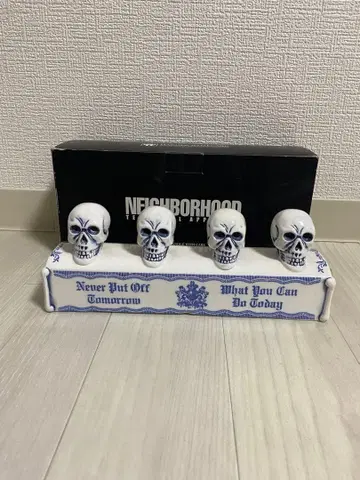 NEIGHBORHOOD
Never Put Off
Tomorrow
What You Can
Do Today